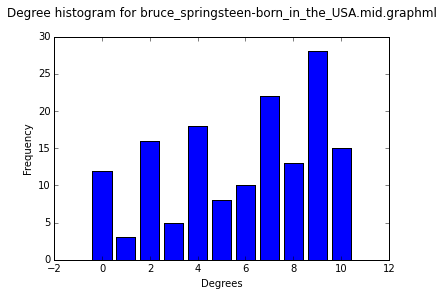 Degree histogram for bruce_springsteen-born_in_the_USA.mid.graphml
30
25
20
15
10
5
0
Frequency
−2 0 2 4 6 8 10 12
Degrees